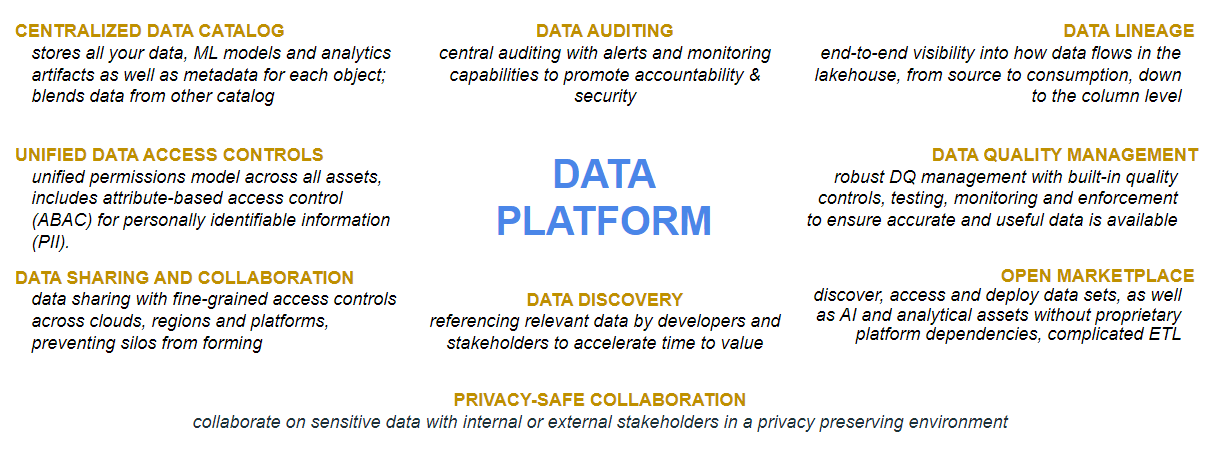 CENTRALIZED DATA CATALOG
stores all your data, ML models and analytics
artifacts as well as metadata for each object;
blends data from other catalog
DATA AUDITING
central auditing with alerts and monitoring
capabilities to promote accountability &
security
DATA LINEAGE
end-to-end visibility into how data flows in the
lakehouse, from source to consumption, down
to the column level
UNIFIED DATA ACCESS CONTROLS
unified permissions model across all assets,
includes attribute-based access control
(ABAC) for personally identifiable information
(PII).
DATA
PLATFORM
DATA QUALITY MANAGEMENT
robust DQ management with built-in quality
controls, testing, monitoring and enforcement
to ensure accurate and useful data is available
DATA SHARING AND COLLABORATION
data sharing with fine-grained access controls
across clouds, regions and platforms,
preventing silos from forming
DATA DISCOVERY
referencing relevant data by developers and
stakeholders to accelerate time to value
OPEN MARKETPLACE
discover, access and deploy data sets, as well
as AI and analytical assets without proprietary
platform dependencies, complicated ETL
PRIVACY-SAFE COLLABORATION
collaborate on sensitive data with internal or external stakeholders in a privacy preserving environment